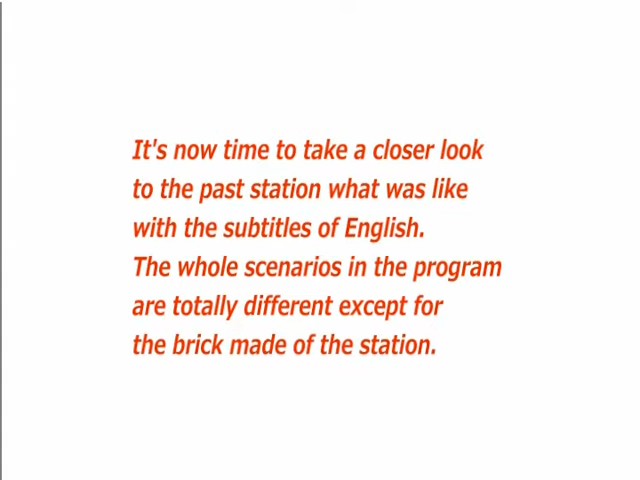 It's now time to take a closer look
to the past station what was like
with the subtitles of English.
The whole scenarios in the program
are totally different except for
the brick made of the station.